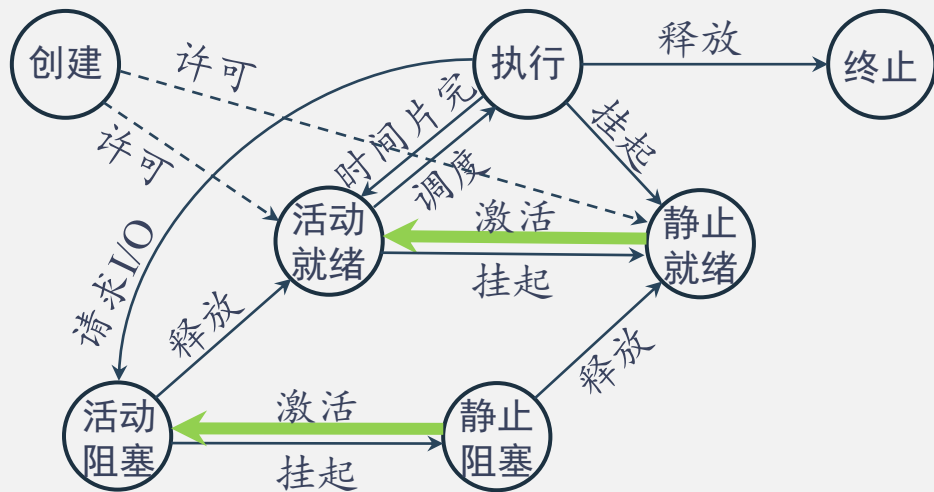 创建
许可
许可
执行
释放
终止
时间片完
调度
挂起
活动
就绪
激活
挂起
静止
就绪
请求I/O
释放
释放
活动
阻塞
激活
挂起
静止
阻塞